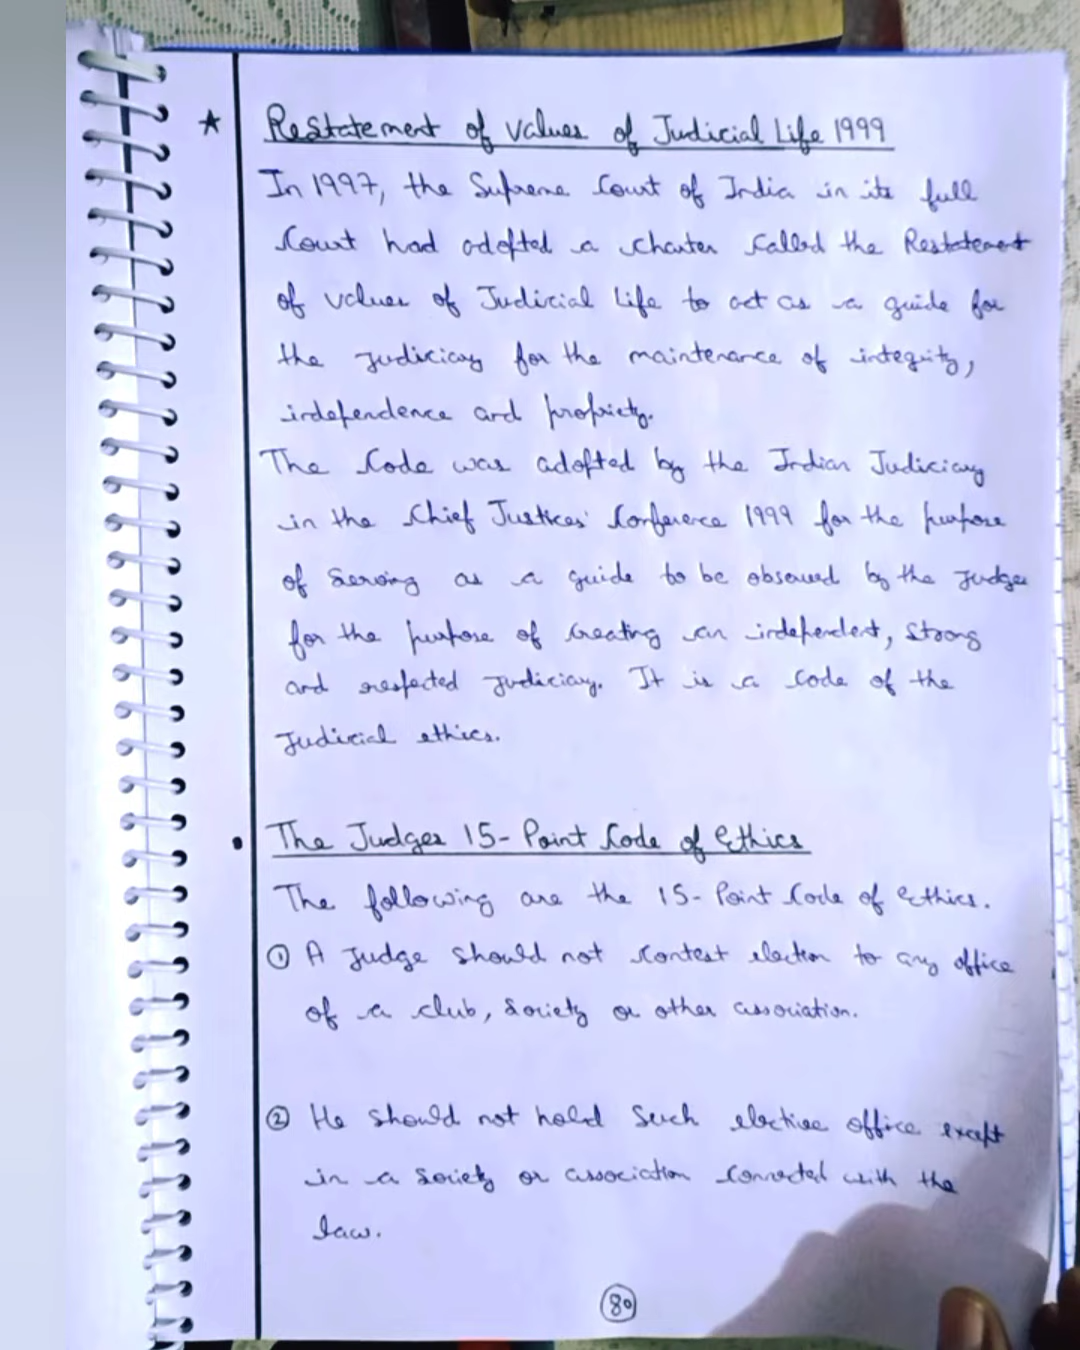 ★ Restatement of values of Judicial Life 1999
In 1997, the Supreme Court of India in its full
Court had adopted a charter called the Restatement
of values of Judicial Life to act as a guide for
the judiciary for the maintenance of integrity,
independence and propriety.
The Code was adopted by the Indian Judiciary
in the Chief Justices' Conference 1999 for the purpose
of serving as a guide to be observed by the judges
for the purpose of creating an independent, strong
and respected judiciary. It is a code of the
judicial ethics.
• The Judges 15-Point Code of Ethics
The following are the 15-Point Code of Ethics.
① A judge should not contest election to any office
of a club, society or other association.
② He should not hold such elective office except
in a society or association connected with the
law.
80